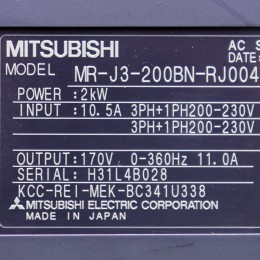 MITSUBISHI AC S
MODEL MR-J3-200BN-RJ004 DATE:
POWER :2kW
INPUT :10.5A 3PH+1PH200-230V
3PH+1PH200-230V
OUTPUT:170V 0-360Hz 11.0A
SERIAL: H31L4B028
KCC-REI-MEK-BC341U338
MITSUBISHI ELECTRIC CORPORATION
MADE IN JAPAN